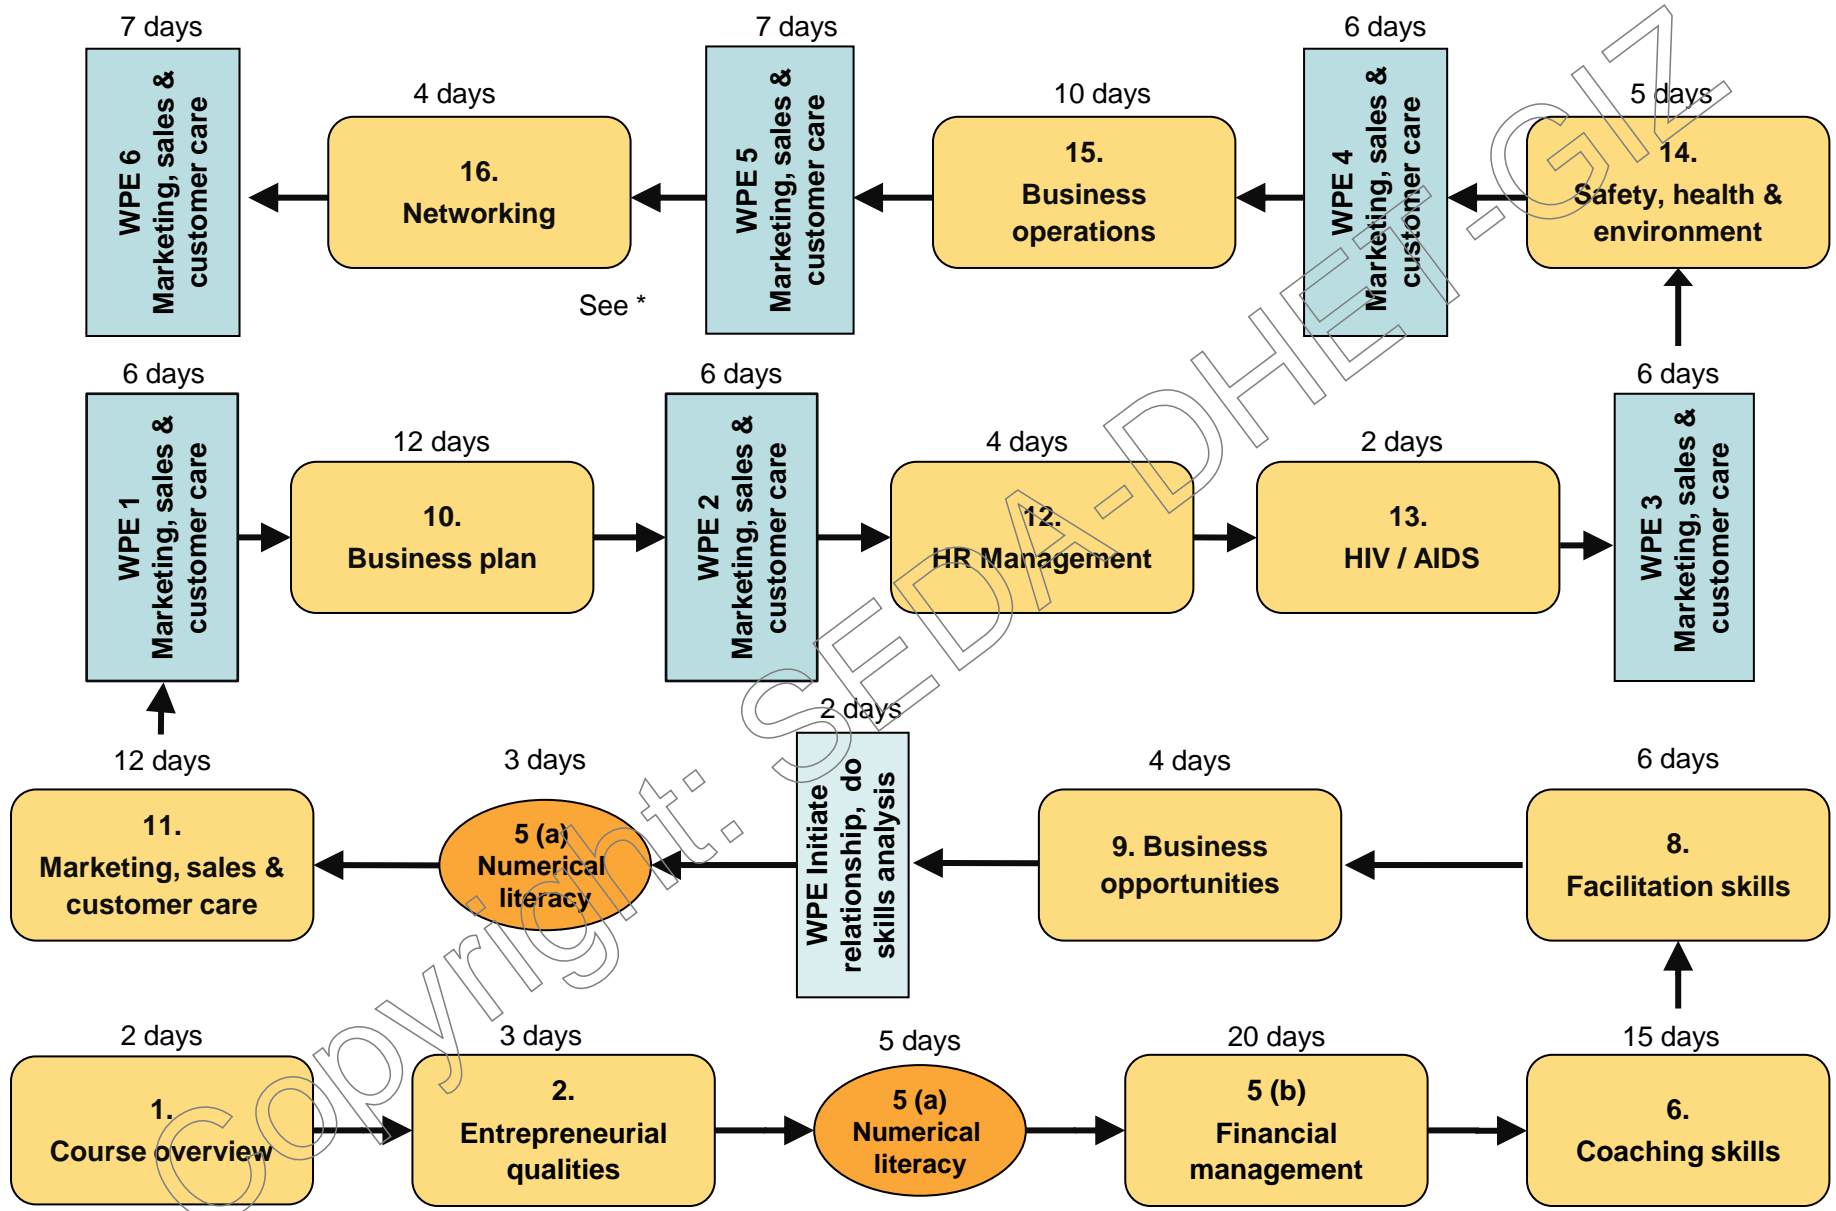 7 days
WPE 6
Marketing, sales &
customer care
4 days
16.
Networking
See *
7 days
WPE 5
Marketing, sales &
customer care
10 days
15.
Business
operations
6 days
WPE 4
Marketing, sales &
customer care
5 days
14.
Safety, health &
environment
6 days
WPE 1
Marketing, sales &
customer care
12 days
10.
Business plan
6 days
WPE 2
Marketing, sales &
customer care
4 days
12.
HR Management
2 days
13.
HIV / AIDS
6 days
WPE 3
Marketing, sales &
customer care
12 days
11.
Marketing, sales &
customer care
3 days
5 (a)
Numerical
literacy
2 days
WPE Initiate
relationship, do
skills analysis
4 days
9. Business
opportunities
6 days
8.
Facilitation skills
2 days
1.
Course overview
3 days
2.
Entrepreneurial
qualities
5 days
5 (a)
Numerical
literacy
20 days
5 (b)
Financial
management
15 days
6.
Coaching skills
Copyright: SEDA-DHET-GIZ